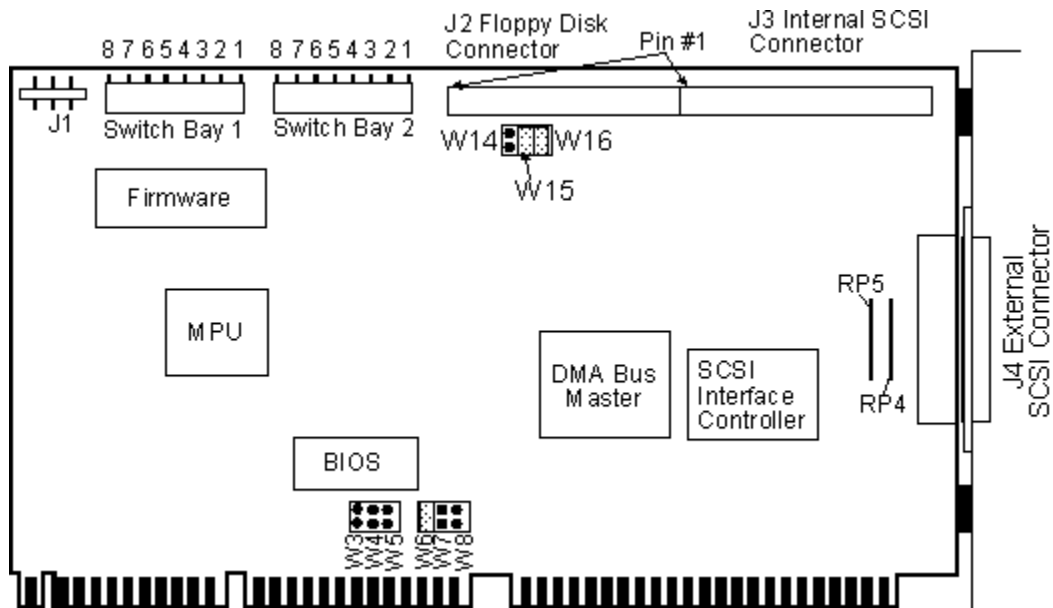 J2 Floppy Disk
Connector
Pin #1
J3 Internal SCSI
Connector
8 7 6 5 4 3 2 1
8 7 6 5 4 3 2 1
J1
Switch Bay 1
Switch Bay 2
W14
W16
W15
Firmware
MPU
DMA Bus
Master
SCSI
Interface
Controller
RP5
RP4
J4 External
SCSI Connector
BIOS
W3
W4
W5
W6
W7
W8